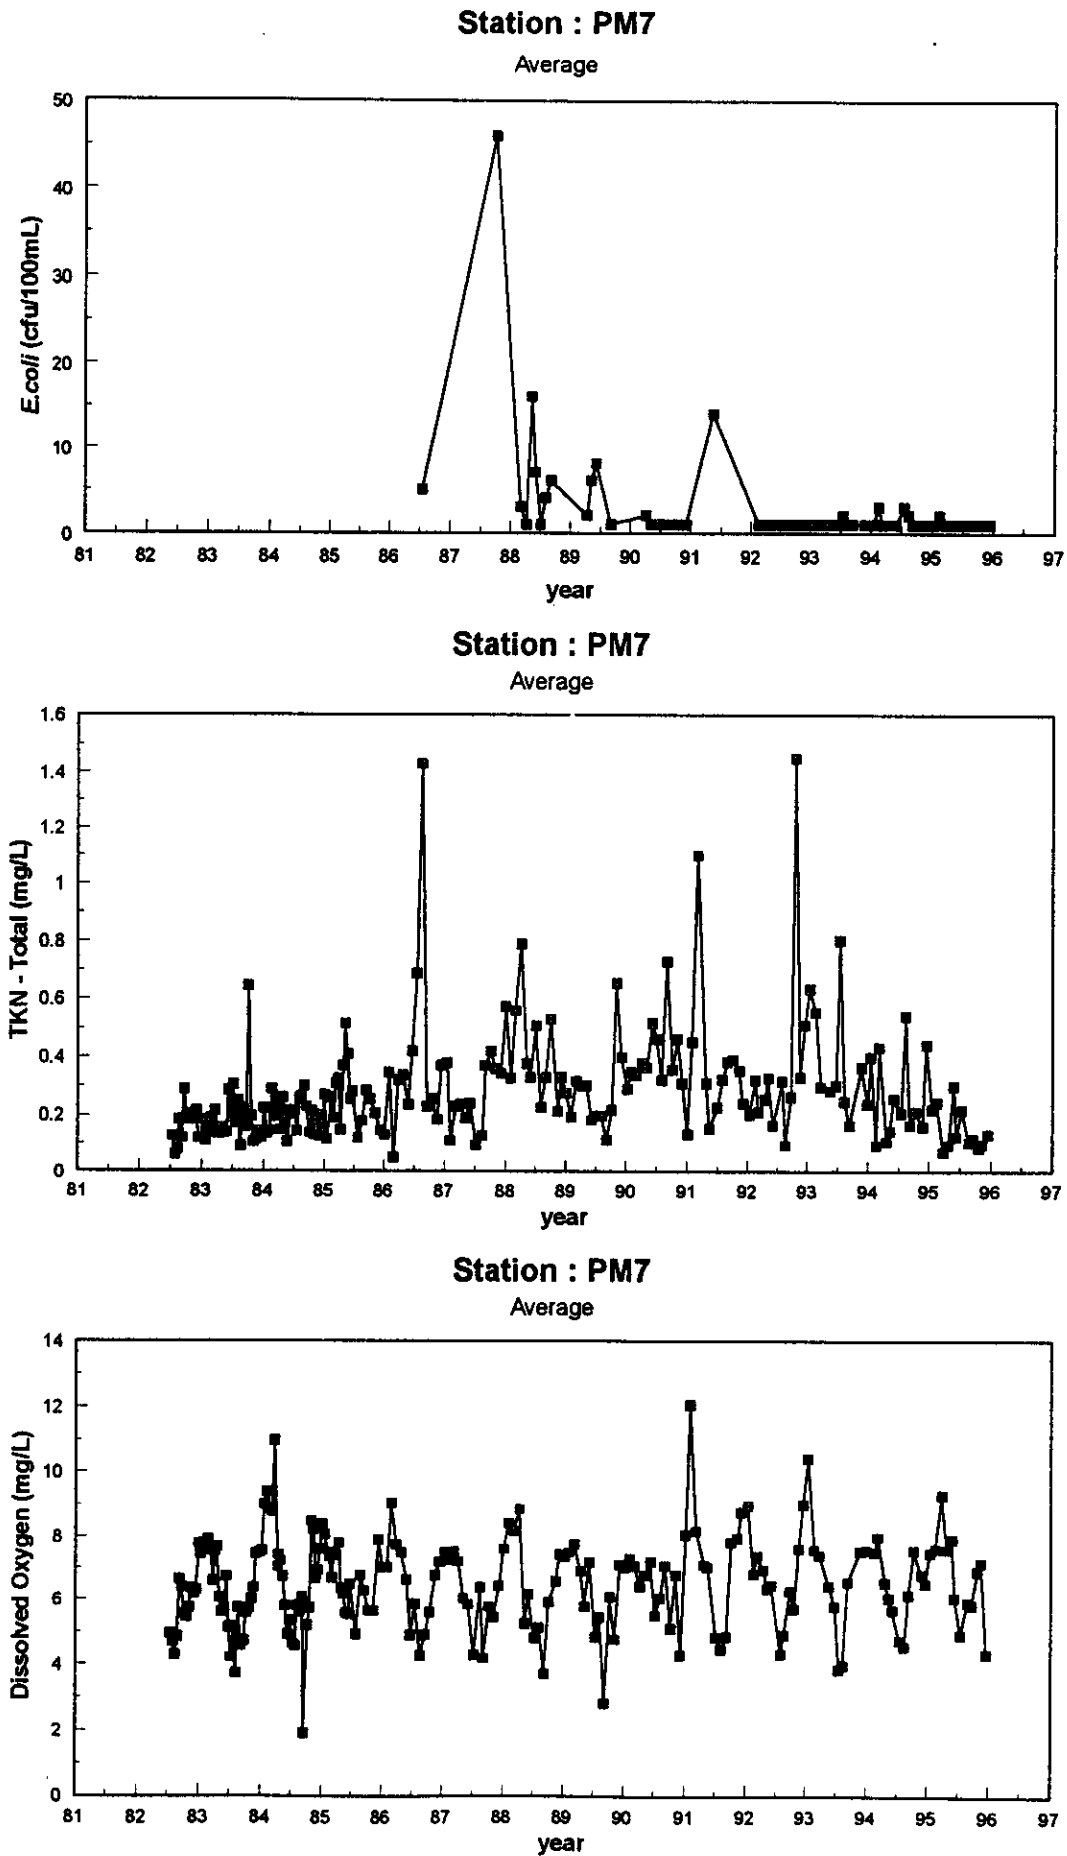 Station : PM7
Average
50
40
30
20
10
0
E.coli (cfu/100mL)
81 82 83 84 85 86 87 88 89 90 91 92 93 94 95 96 97
year
Station : PM7
Average
1.6
1.4
1.2
1
0.8
0.6
0.4
0.2
0
TKN - Total (mg/L)
81 82 83 84 85 86 87 88 89 90 91 92 93 94 95 96 97
year
Station : PM7
Average
14
12
10
8
6
4
2
0
Dissolved Oxygen (mg/L)
81 82 83 84 85 86 87 88 89 90 91 92 93 94 95 96 97
year